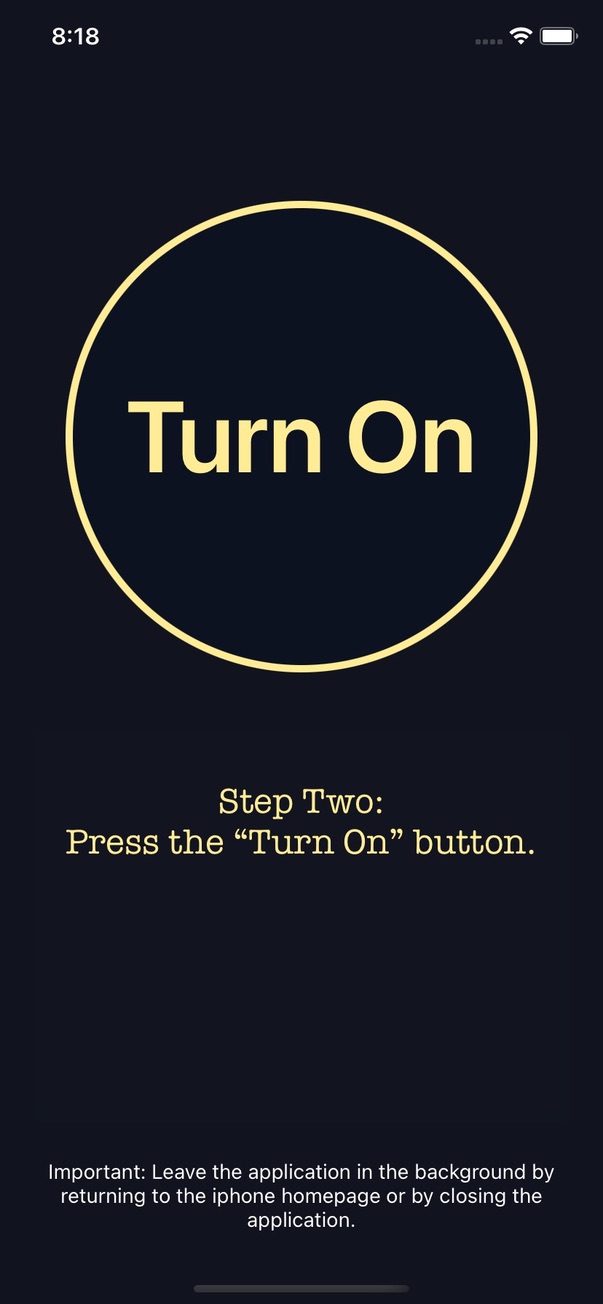 8:18
Turn On
Step Two:
Press the “Turn On” button.
Important: Leave the application in the background by
returning to the iphone homepage or by closing the
application.